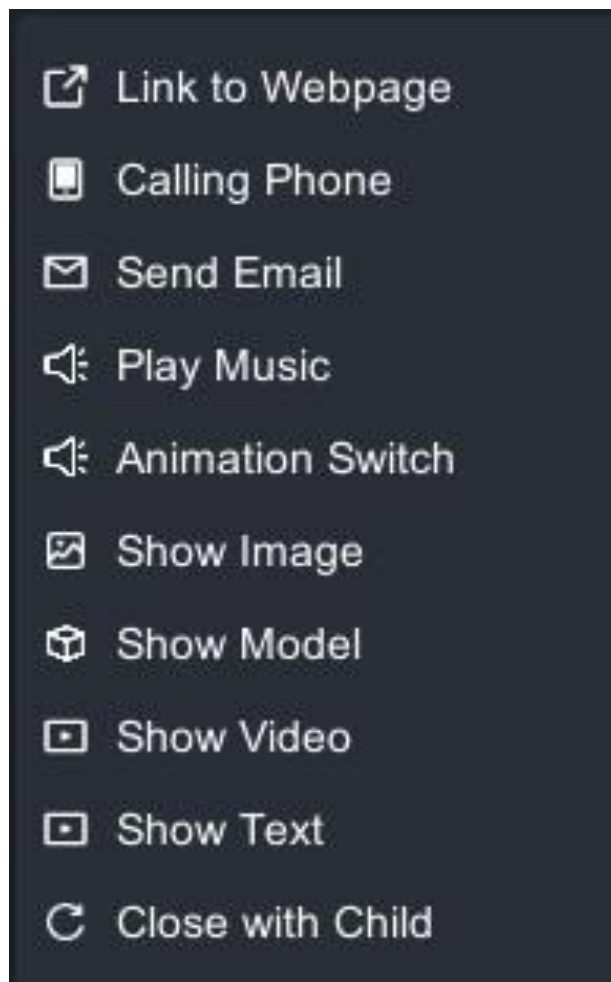 Link to Webpage
Calling Phone
Send Email
Play Music
Animation Switch
Show Image
Show Model
Show Video
Show Text
Close with Child